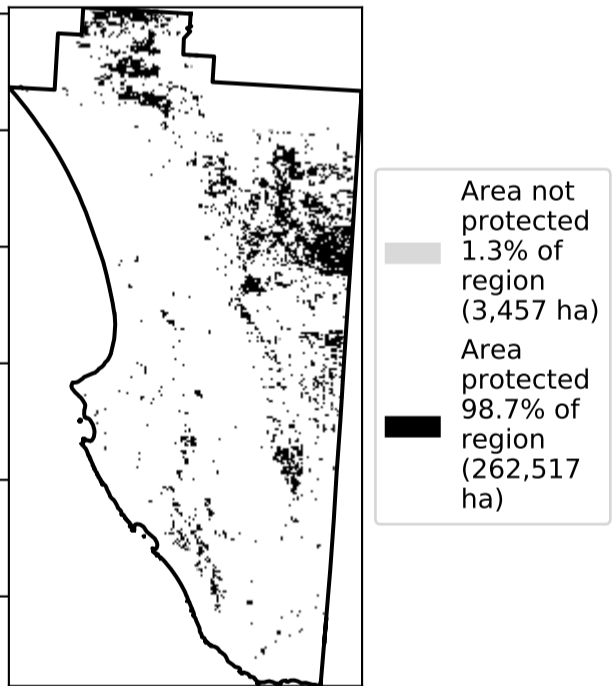 Area not
protected
1.3% of
region
(3,457 ha)
Area
protected
98.7% of
region
(262,517
ha)